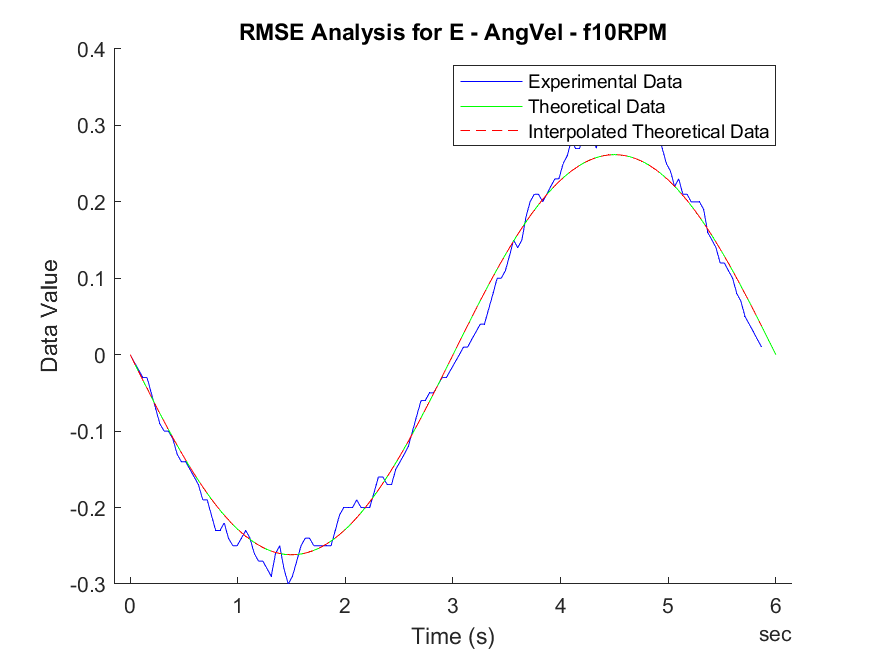 RMSE Analysis for E - AngVel - f10RPM
Experimental Data
Theoretical Data
Interpolated Theoretical Data
Data Value
0.4
0.3
0.2
0.1
0
-0.1
-0.2
-0.3
0 1 2 3 4 5 6
sec
Time (s)